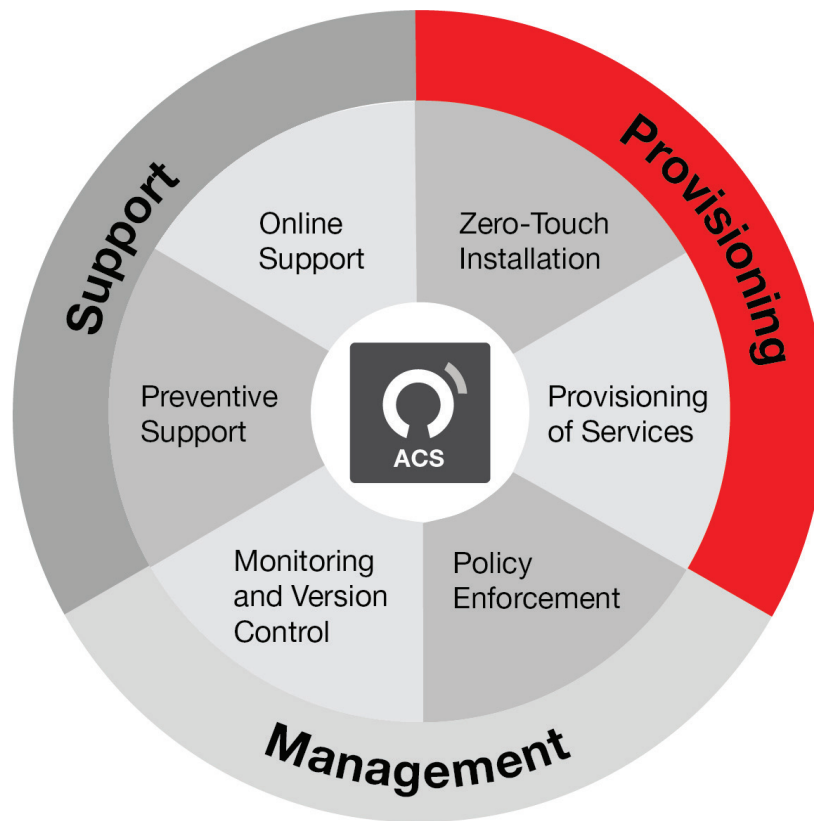 Support
Provisioning
Online
Support
Zero-Touch
Installation
Preventive
Support
ACS
Provisioning
of Services
Monitoring
and Version
Control
Policy
Enforcement
Management